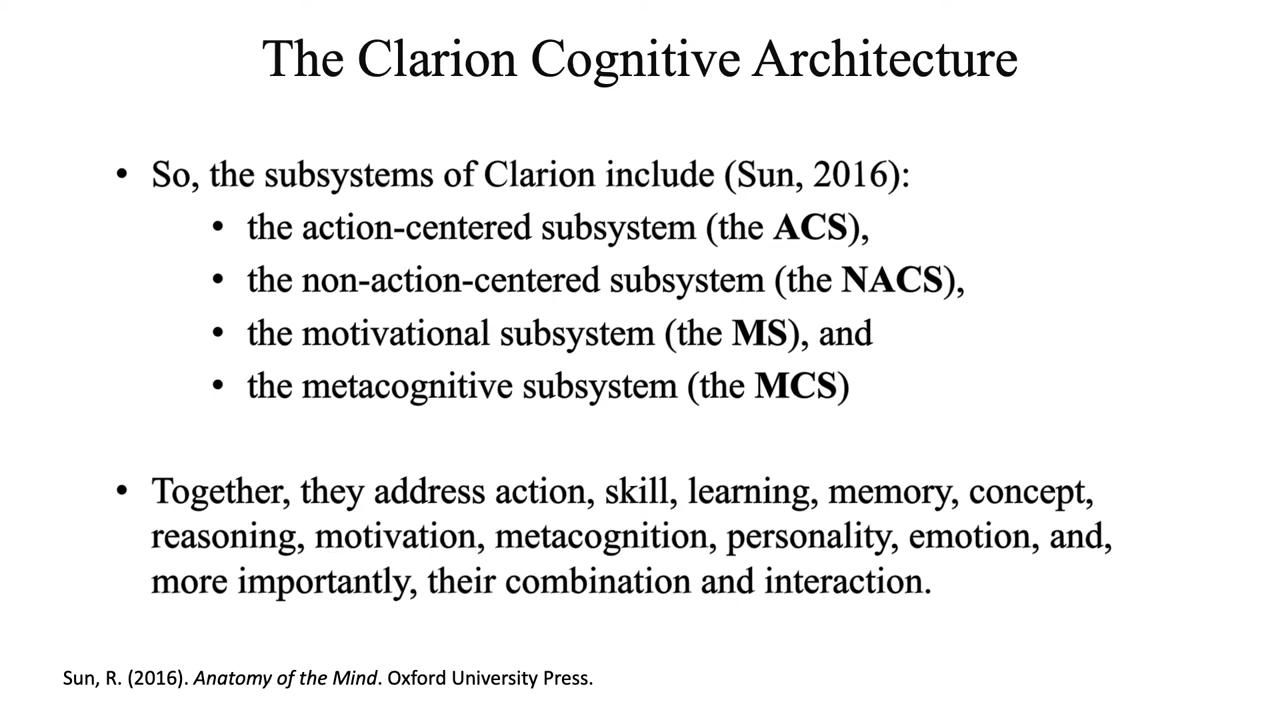 The Clarion Cognitive Architecture
• So, the subsystems of Clarion include (Sun, 2016):
• the action-centered subsystem (the ACS),
• the non-action-centered subsystem (the NACS),
• the motivational subsystem (the MS), and
• the metacognitive subsystem (the MCS)
• Together, they address action, skill, learning, memory, concept,
reasoning, motivation, metacognition, personality, emotion, and,
more importantly, their combination and interaction.
Sun, R. (2016). Anatomy of the Mind. Oxford University Press.